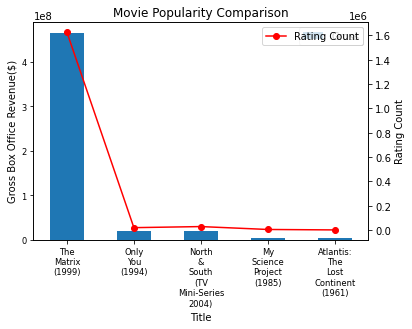 Movie Popularity Comparison
1e8
1e6
Rating Count
Gross Box Office Revenue($)
4
3
2
1
0
1.6
1.4
1.2
1.0
0.8
0.6
0.4
0.2
0.0
Rating Count
The
Matrix
(1999)
Only
You
(1994)
North
&
South
(TV
Mini-Series
2004)
My
Science
Project
(1985)
Atlantis:
The
Lost
Continent
(1961)
Title